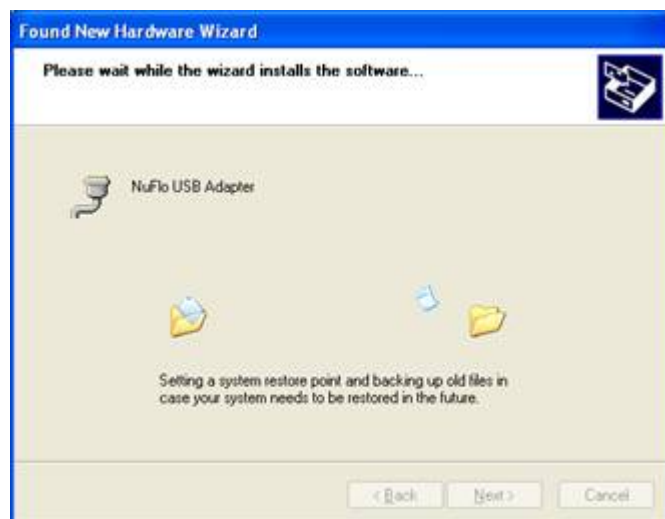 Found New Hardware Wizard
Please wait while the wizard installs the software...
NuFlo USB Adapter
Setting a system restore point and backing up old files in
case your system needs to be restored in the future.
< Back
Next >
Cancel